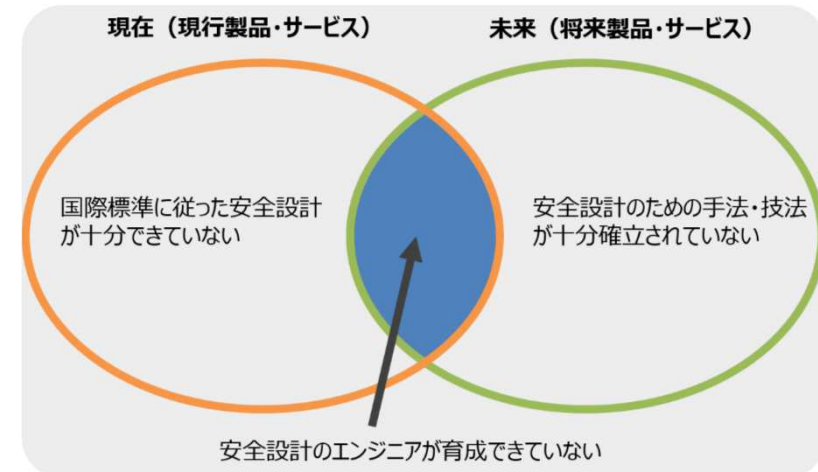 現在（現行製品・サービス）
未来（将来製品・サービス）
国際標準に従った安全設計
が十分できていない
安全設計のための手法・技法
が十分確立されていない
安全設計のエンジニアが育成できていない